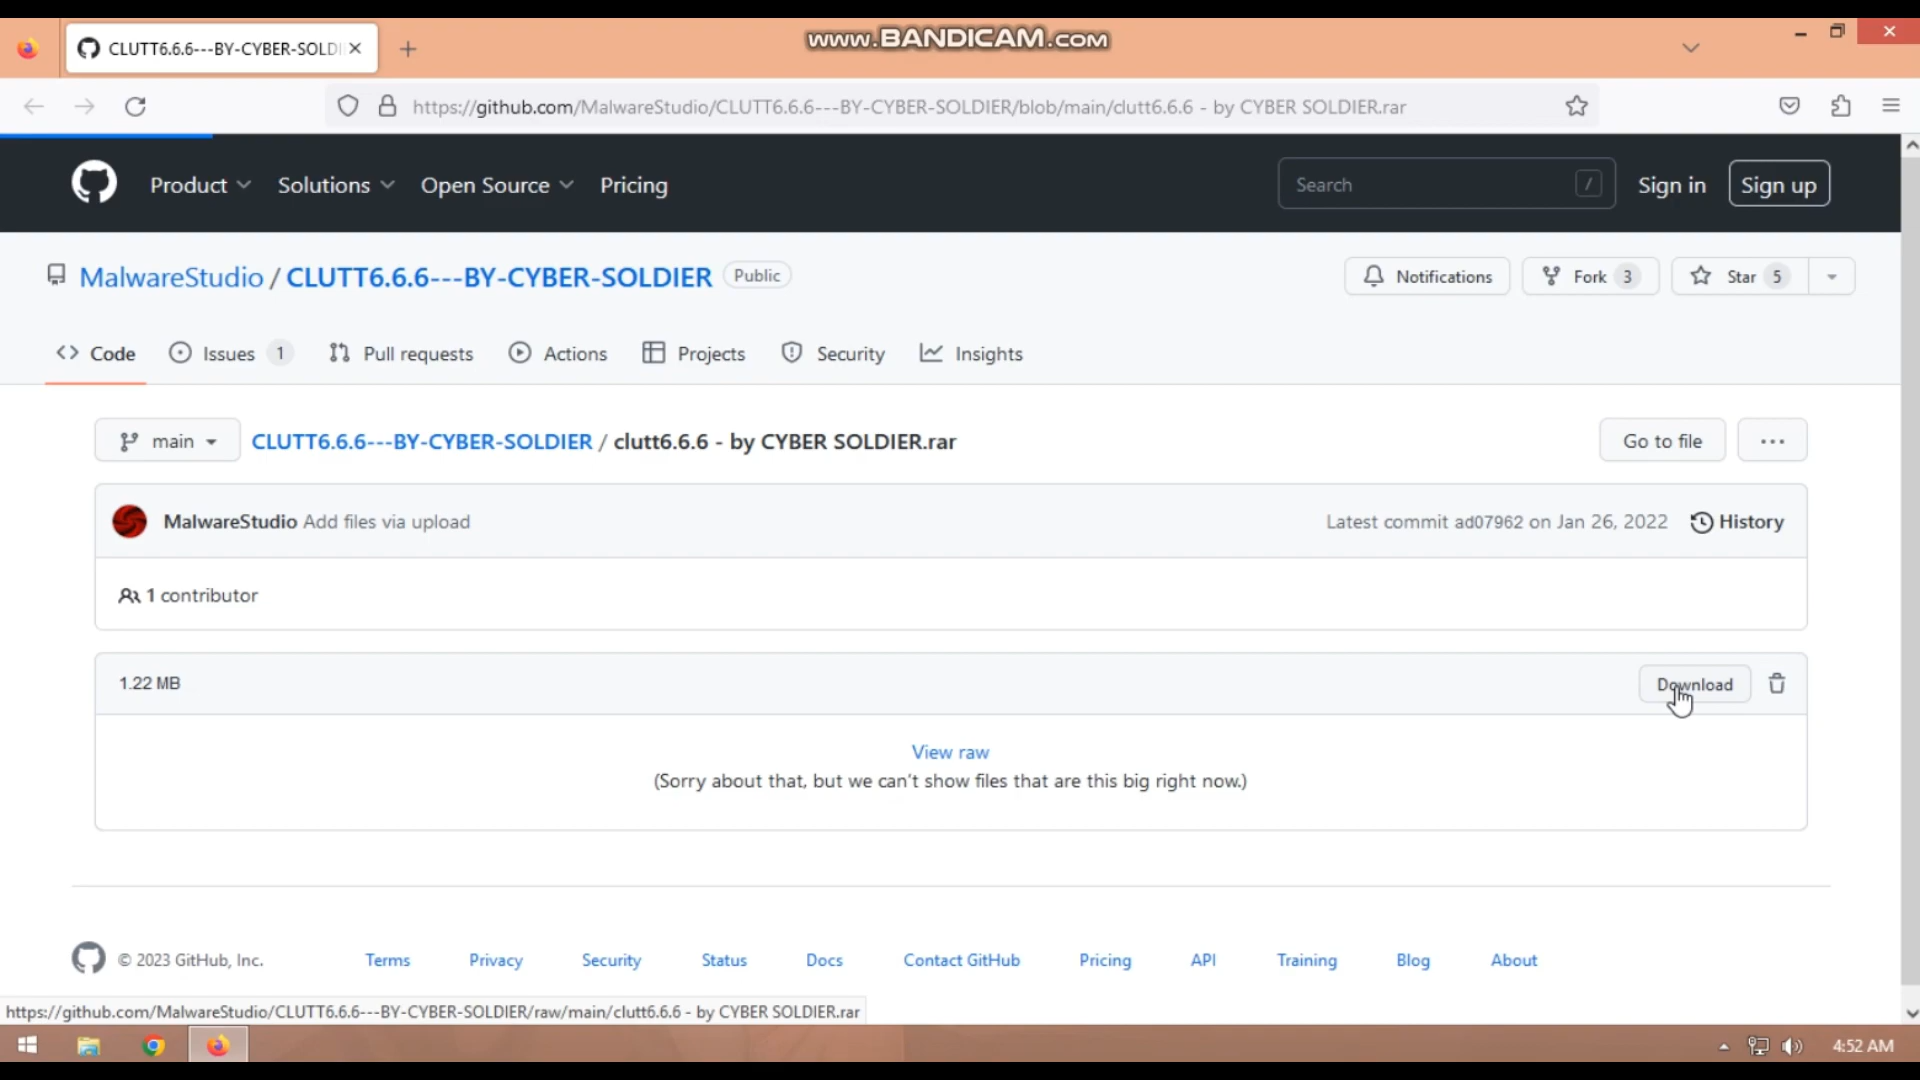 CLUTT6.6.6---BY-CYBER-SOLDI
www.BANDICAM.com
https://github.com/MalwareStudio/CLUTT6.6.6---BY-CYBER-SOLDIER/blob/main/clutt6.6.6 - by CYBER SOLDIER.rar
Product Solutions Open Source Pricing Search / Sign in Sign up
MalwareStudio / CLUTT6.6.6---BY-CYBER-SOLDIER Public Notifications Fork 3 Star 5
Code Issues 1 Pull requests Actions Projects Security Insights
main CLUTT6.6.6---BY-CYBER-SOLDIER / clutt6.6.6 - by CYBER SOLDIER.rar Go to file ...
MalwareStudio Add files via upload Latest commit ad07962 on Jan 26, 2022 History
1 contributor
1.22 MB Download
View raw
(Sorry about that, but we can't show files that are this big right now.)
© 2023 GitHub, Inc. Terms Privacy Security Status Docs Contact GitHub Pricing API Training Blog About
https://github.com/MalwareStudio/CLUTT6.6.6---BY-CYBER-SOLDIER/raw/main/clutt6.6.6 - by CYBER SOLDIER.rar
4:52 AM